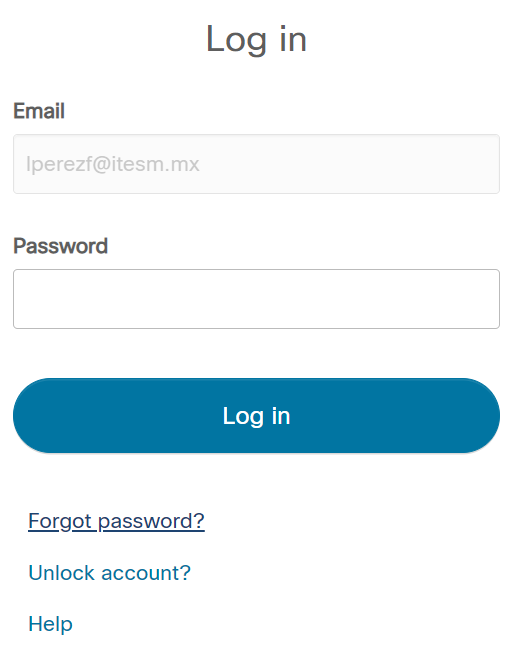 Log in
Email
lperezf@itesm.mx
Password
Log in
Forgot password?
Unlock account?
Help